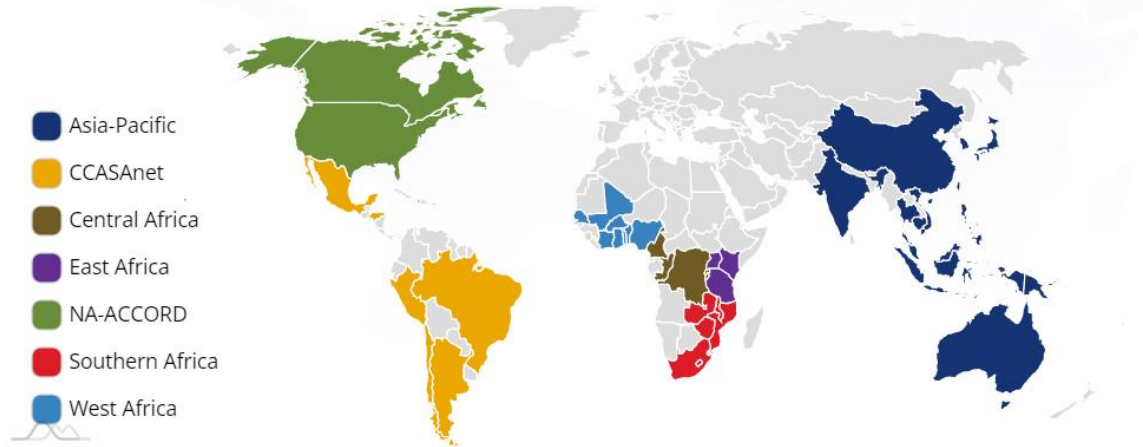 Asia-Pacific
CCASAnet
Central Africa
East Africa
NA-ACCORD
Southern Africa
West Africa